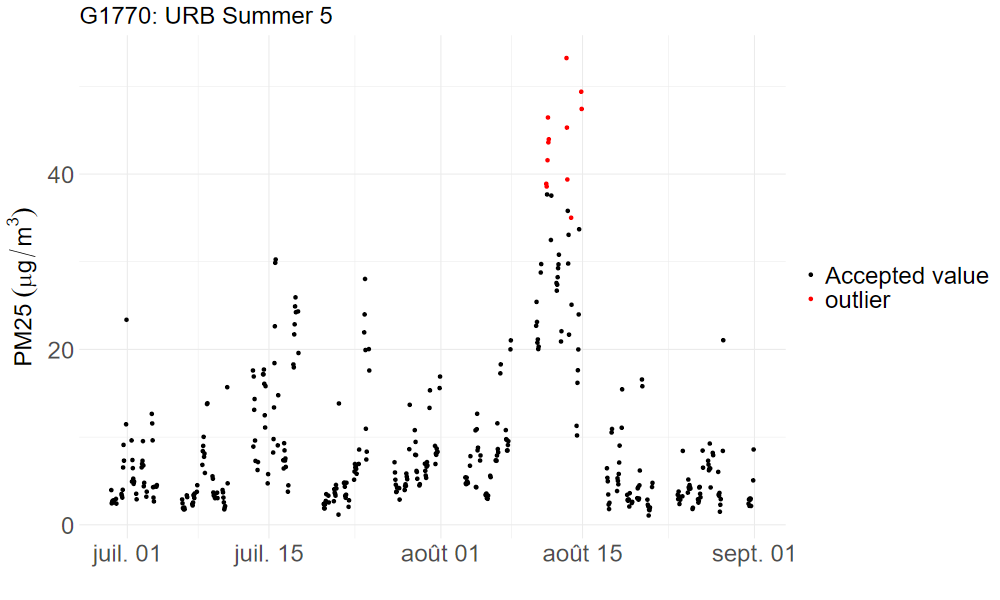 G1770: URB Summer 5
PM25 (μg/m³)
40
20
0
juil. 01 juil. 15 août 01 août 15 sept. 01
Accepted value
outlier